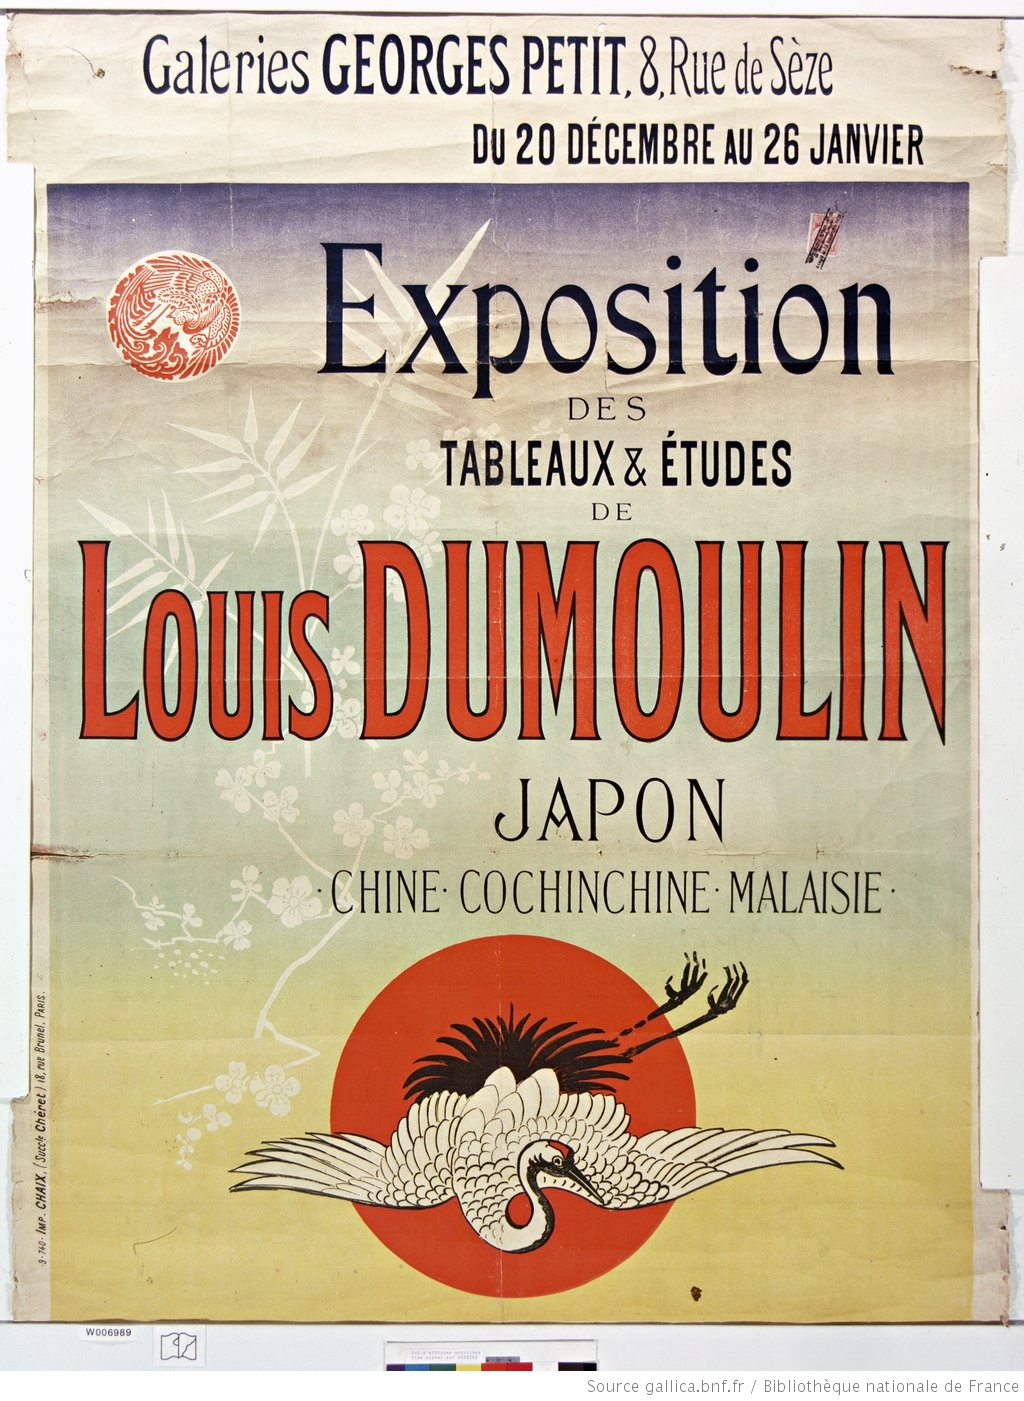 Galeries GEORGES PETIT, 8, Rue de Sèze
DU 20 DÉCEMBRE AU 26 JANVIER
Exposition
DES
TABLEAUX & ÉTUDES
DE
LOUIS DUMOULIN
JAPON
· CHINE · COCHINCHINE · MALAISIE ·
9-740 - IMP. CHAIX, (Succle Chéret) 18, rue Brunel, PARIS.
W006989
Source gallica.bnf.fr / Bibliothèque nationale de France